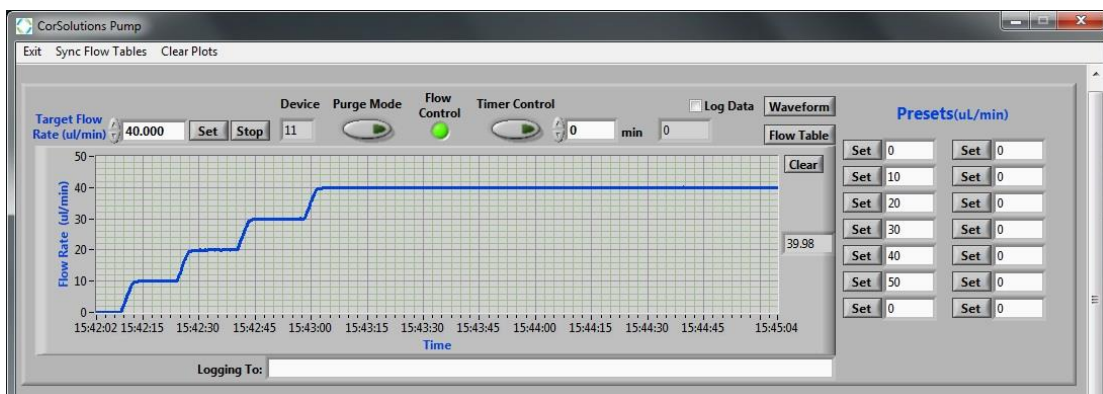 CorSolutions Pump
Exit Sync Flow Tables Clear Plots
Target Flow
Rate (ul/min)
40.000
Set
Stop
Device
11
Purge Mode
Flow
Control
Timer Control
0
min
0
Log Data
Waveform
Flow Table
Clear
39.98
Flow Rate (ul/min)
50
40
30
20
10
0
15:42:02 15:42:15 15:42:30 15:42:45 15:43:00 15:43:15 15:43:30 15:43:45 15:44:00 15:44:15 15:44:30 15:44:45 15:45:04
Time
Logging To:
Presets(uL/min)
Set 0 Set 0
Set 10 Set 0
Set 20 Set 0
Set 30 Set 0
Set 40 Set 0
Set 50 Set 0
Set 0 Set 0